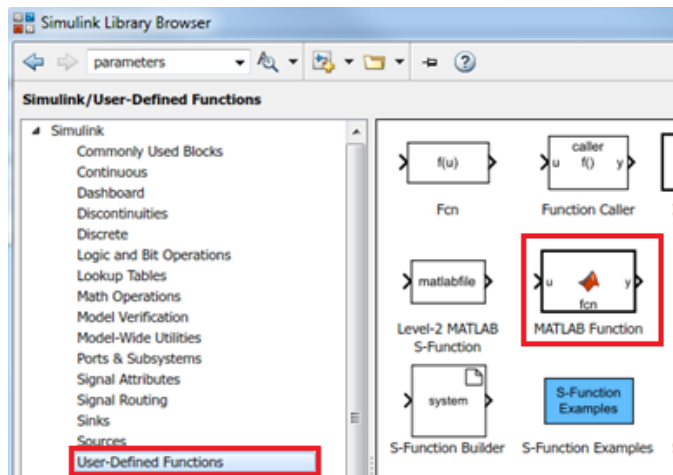 Simulink Library Browser
parameters
Simulink/User-Defined Functions
Simulink
Commonly Used Blocks
Continuous
Dashboard
Discontinuities
Discrete
Logic and Bit Operations
Lookup Tables
Math Operations
Model Verification
Model-Wide Utilities
Ports & Subsystems
Signal Attributes
Signal Routing
Sinks
Sources
User-Defined Functions
f(u)
Fcn
caller
u f() y
Function Caller
matlabfile
Level-2 MATLAB
S-Function
u y
fcn
MATLAB Function
system
S-Function Builder
S-Function
Examples
S-Function Examples